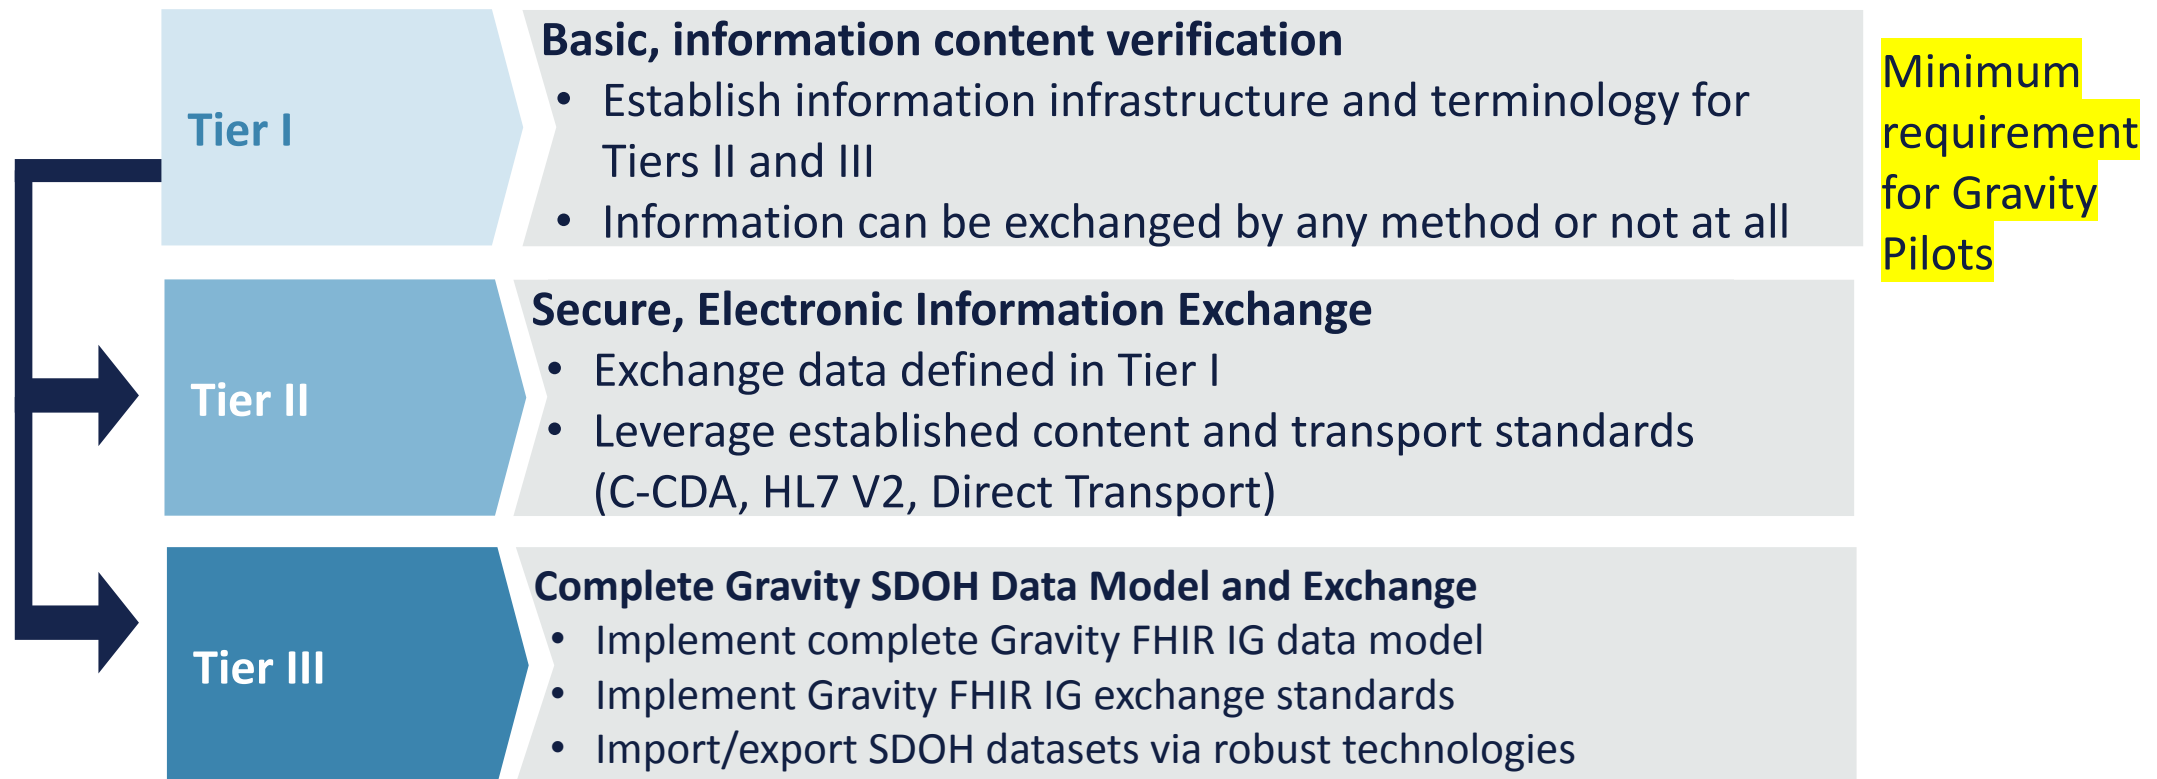 Tier I
Basic, information content verification
• Establish information infrastructure and terminology for
Tiers II and III
• Information can be exchanged by any method or not at all
Minimum
requirement
for Gravity
Pilots
Tier II
Secure, Electronic Information Exchange
• Exchange data defined in Tier I
• Leverage established content and transport standards
(C-CDA, HL7 V2, Direct Transport)
Tier III
Complete Gravity SDOH Data Model and Exchange
• Implement complete Gravity FHIR IG data model
• Implement Gravity FHIR IG exchange standards
• Import/export SDOH datasets via robust technologies